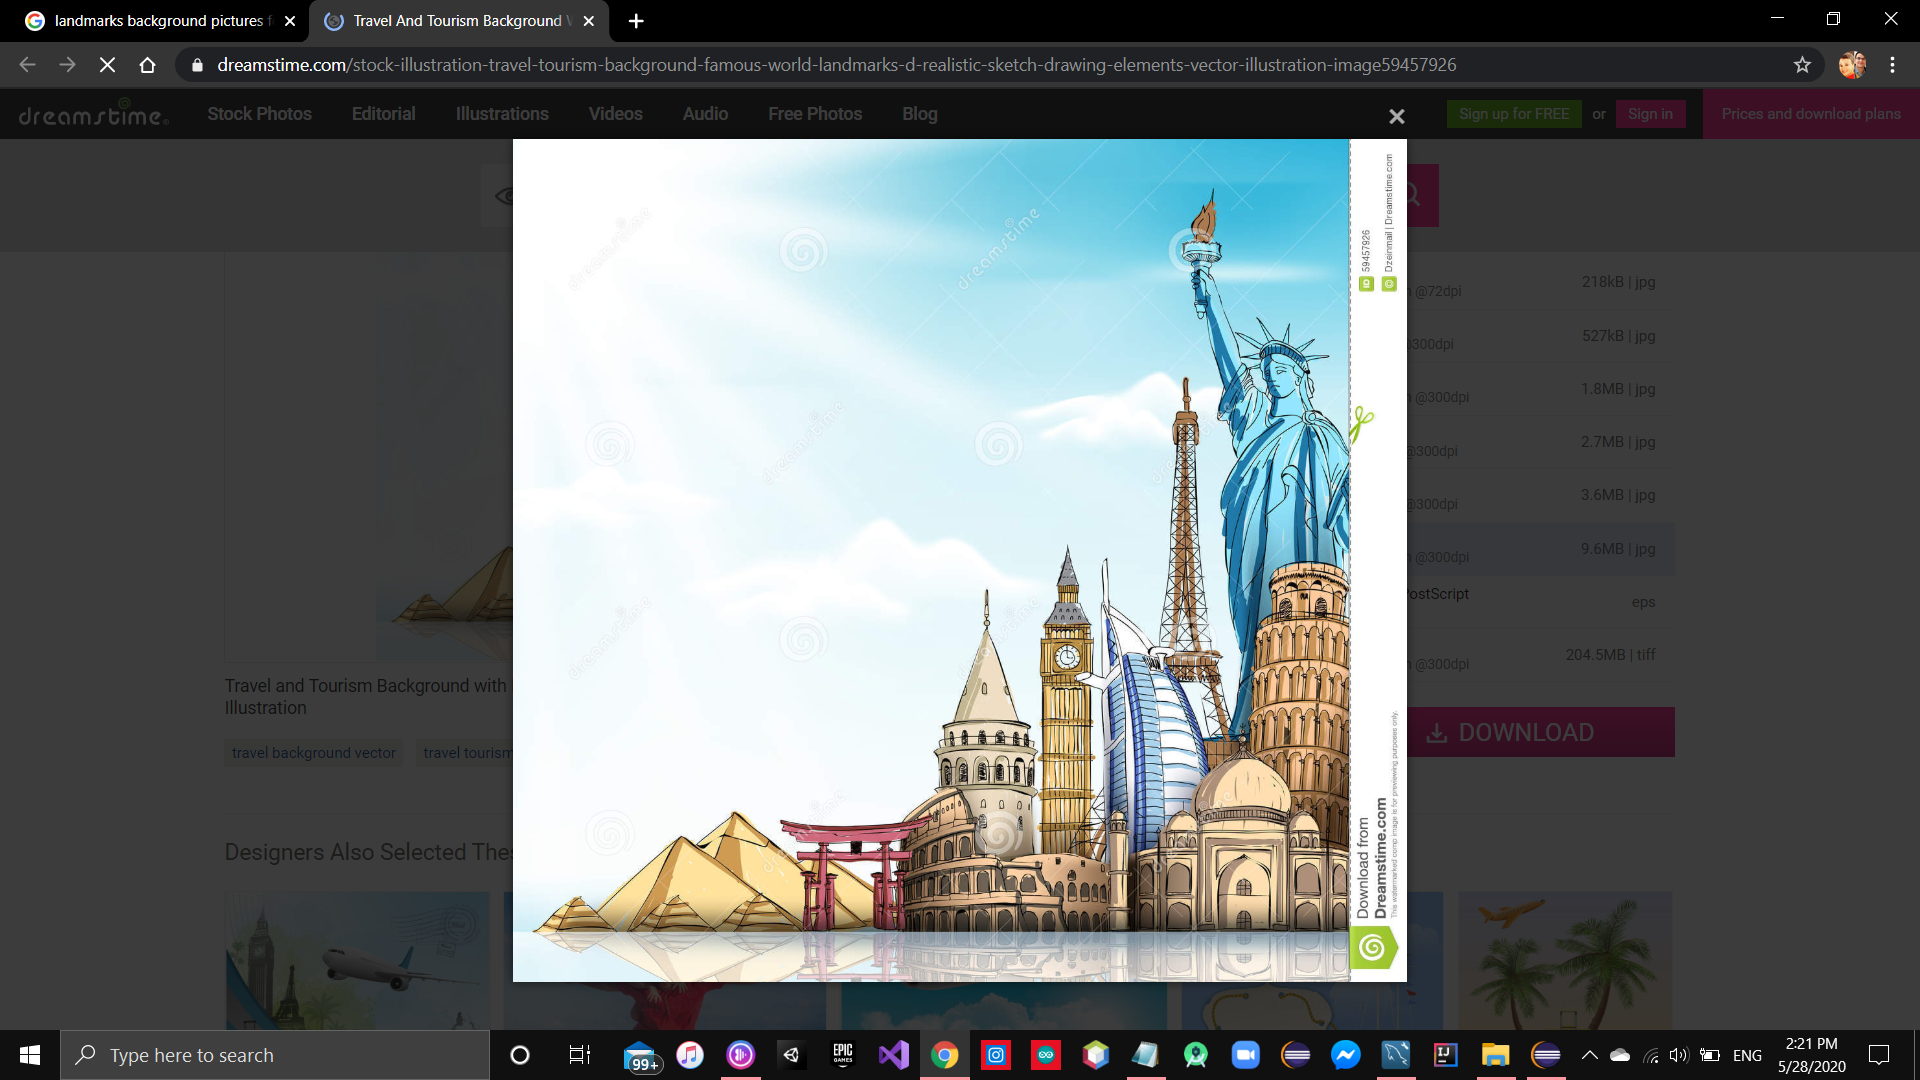 landmarks background pictures f
Travel And Tourism Background W
dreamstime.com/stock-illustration-travel-tourism-background-famous-world-landmarks-d-realistic-sketch-drawing-elements-vector-illustration-image59457926
dreamstime
Stock Photos
Editorial
Illustrations
Videos
Audio
Free Photos
Blog
Sign up for FREE
or
Sign in
Prices and download plans
dreamstime
dreamstime
ID 59457926
© Dzeinmail | Dreamstime.com
@72dpi
218kB | jpg
@300dpi
527kB | jpg
@300dpi
1.8MB | jpg
@300dpi
2.7MB | jpg
@300dpi
3.6MB | jpg
@300dpi
9.6MB | jpg
PostScript
eps
@300dpi
204.5MB | tiff
DOWNLOAD
Travel and Tourism Background with
Illustration
travel background vector
travel tourism
Designers Also Selected The
Download from
Dreamstime.com
This watermarked comp image is for previewing purposes only.
Type here to search
99+
EPIC
GAMES
IJ
ENG
2:21 PM
5/28/2020